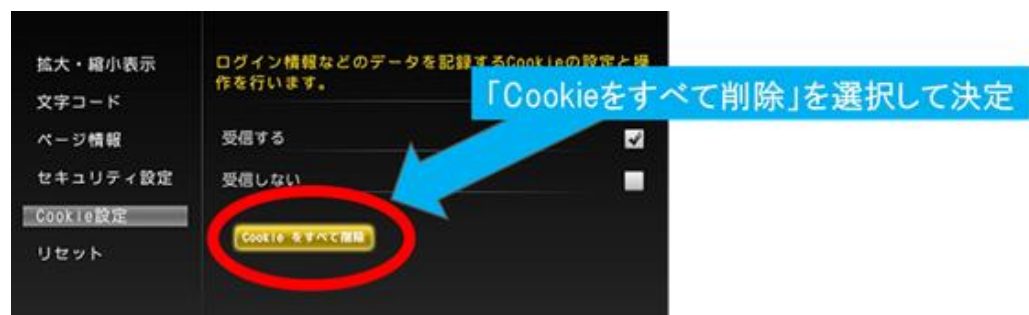 拡大・縮小表示
文字コード
ページ情報
セキュリティ設定
Cookie設定
リセット
ログイン情報などのデータを記録するCookieの設定と操
作を行います。
「Cookieをすべて削除」を選択して決定
受信する
受信しない
Cookie をすべて削除